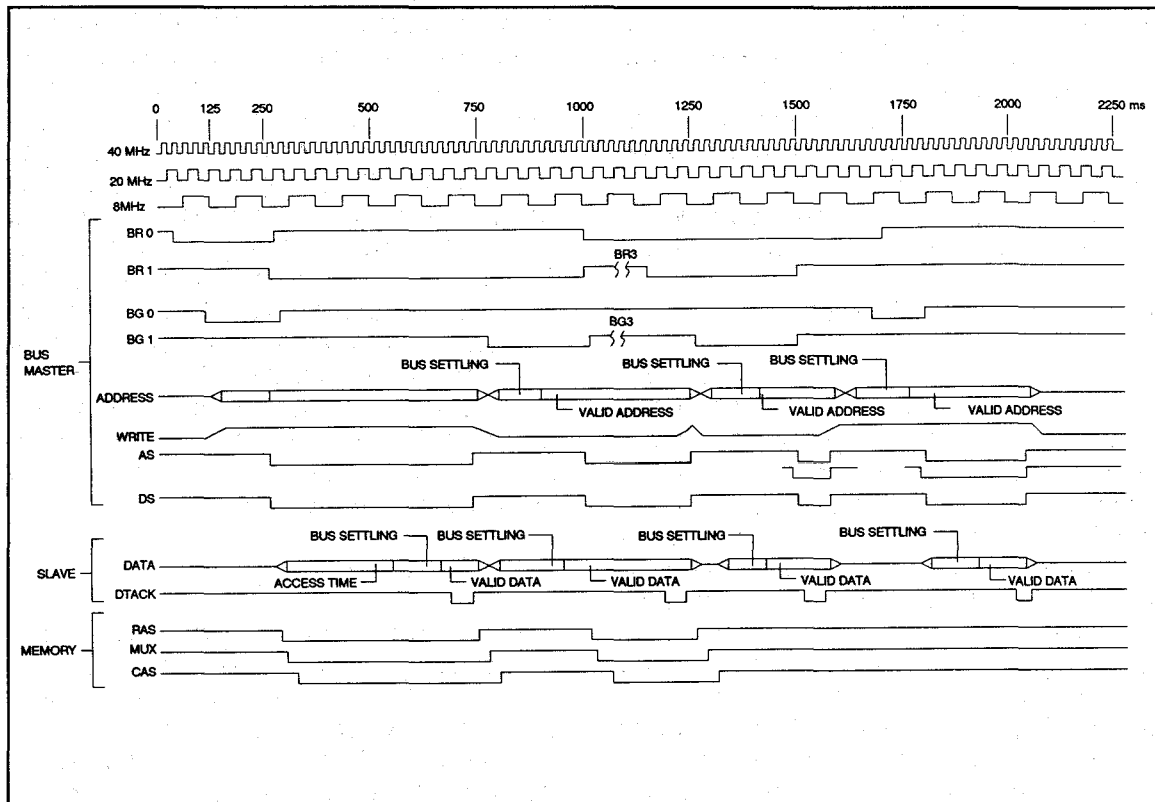 0 125 250 500 750 1000 1250 1500 1750 2000 2250 ms
40 MHz
20 MHz
8MHz
BR 0
BR3
BR 1
BG 0
BG3
BG 1
BUS
MASTER
BUS SETTLING BUS SETTLING BUS SETTLING
ADDRESS
VALID ADDRESS VALID ADDRESS VALID ADDRESS
WRITE
AS
DS
BUS SETTLING BUS SETTLING BUS SETTLING BUS SETTLING
SLAVE
DATA
ACCESS TIME VALID DATA VALID DATA VALID DATA VALID DATA
DTACK
RAS
MEMORY
MUX
CAS